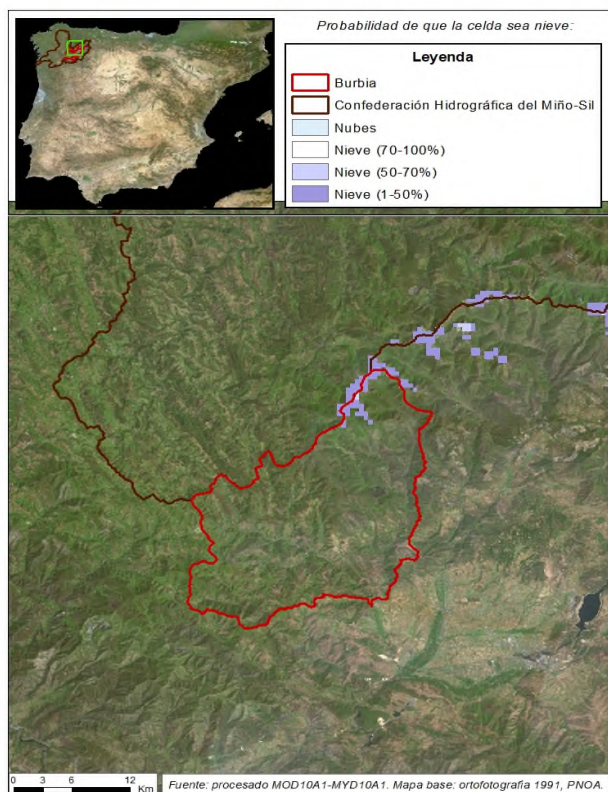 Probabilidad de que la celda sea nieve:
Leyenda
Burbia
Confederación Hidrográfica del Miño-Sil
Nubes
Nieve (70-100%)
Nieve (50-70%)
Nieve (1-50%)
0 3 6 12
Km
Fuente: procesado MOD10A1-MYD10A1. Mapa base: ortofotografía 1991, PNOA.